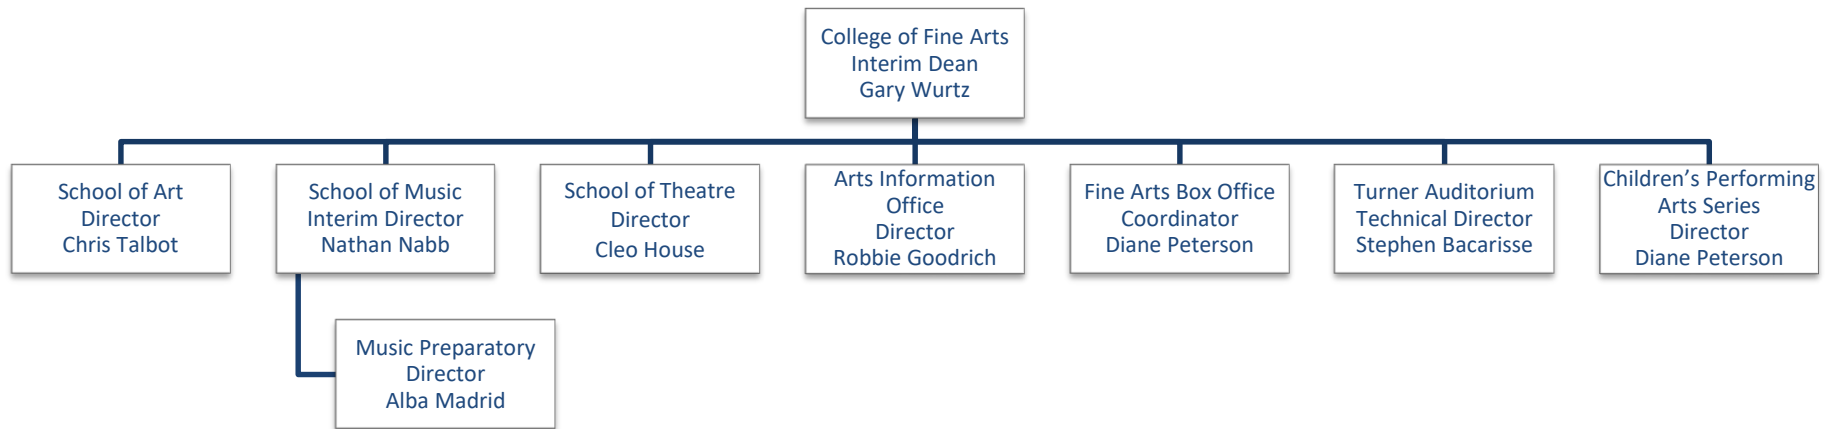 College of Fine Arts
Interim Dean
Gary Wurtz
School of Art
Director
Chris Talbot
School of Music
Interim Director
Nathan Nabb
School of Theatre
Director
Cleo House
Arts Information
Office
Director
Robbie Goodrich
Fine Arts Box Office
Coordinator
Diane Peterson
Turner Auditorium
Technical Director
Stephen Bacarisse
Children’s Performing
Arts Series
Director
Diane Peterson
Music Preparatory
Director
Alba Madrid